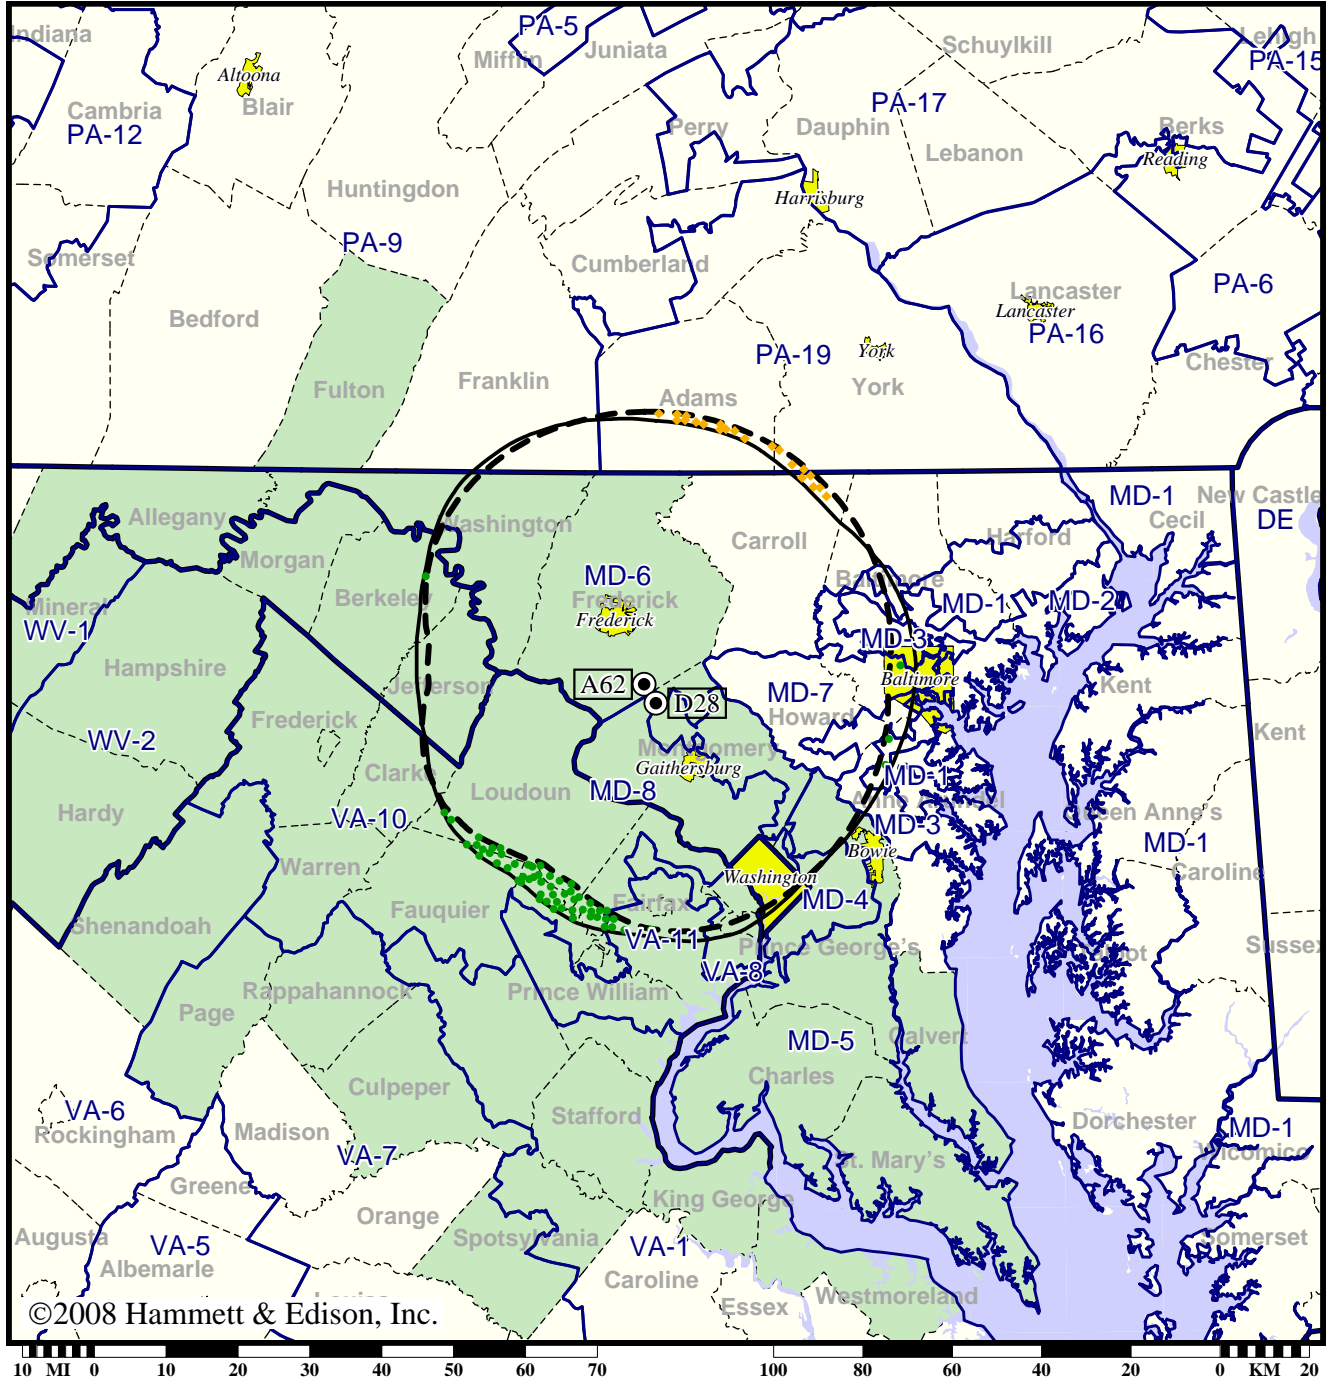 Indiana
PA-5
Juniata
Mifflin
Schuylkill
Lehigh
PA-15
Altoona
Blair
Cambria
PA-12
PA-17
Perry
Dauphin
Lebanon
Berks
Reading
Huntingdon
Harrisburg
PA-9
Somerset
Cumberland
PA-6
Lancaster
Lancaster
PA-16
Bedford
PA-19
York
York
Chester
Fulton
Franklin
Adams
MD-1
New Castle
DE
Cecil
Allegany
Washington
Carroll
Harford
Morgan
MD-6
Baltimore
Berkeley
Frederick
Frederick
MD-1
MD-2
Mineral
WV-1
MD-3
Hampshire
Baltimore
A62
D28
Jefferson
MD-7
Kent
Howard
Frederick
WV-2
Montgomery
Kent
Gaithersburg
Clarke
MD-1
Loudoun
MD-8
Anne Arundel
Hardy
VA-10
MD-3
Queen Anne's
Bowie
MD-1
Warren
Washington
Caroline
Fauquier
Fairfax
MD-4
Shenandoah
VA-11
Prince George's
Talbot
Sussex
VA-8
Rappahannock
Prince William
Page
MD-5
Calvert
Culpeper
Charles
VA-6
Stafford
Rockingham
Madison
Dorchester
MD-1
Wicomico
VA-7
St. Mary's
Greene
King George
Orange
Augusta
VA-5
Spotsylvania
VA-1
Somerset
Albemarle
Caroline
Louisa
Essex
Westmoreland
©2008 Hammett & Edison, Inc.
10 MI 0 10 20 30 40 50 60 70 100 80 60 40 20 0 KM 20